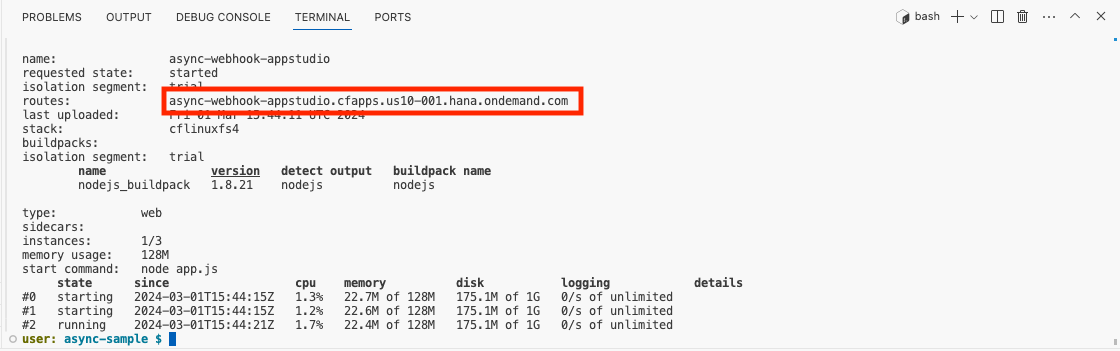 PROBLEMS OUTPUT DEBUG CONSOLE TERMINAL PORTS bash
name: async-webhook-appstudio
requested state: started
isolation segment: trial
routes: async-webhook-appstudio.cfapps.us10-001.hana.ondemand.com
last uploaded: Fri 01 Mar 15:44:11 UTC 2024
stack: cflinuxfs4
buildpacks:
isolation segment: trial
name version detect output buildpack name
nodejs_buildpack 1.8.21 nodejs nodejs
type: web
sidecars:
instances: 1/3
memory usage: 128M
start command: node app.js
state since cpu memory disk logging details
#0 starting 2024-03-01T15:44:15Z 1.3% 22.7M of 128M 175.1M of 1G 0/s of unlimited
#1 starting 2024-03-01T15:44:15Z 1.2% 22.6M of 128M 175.1M of 1G 0/s of unlimited
#2 running 2024-03-01T15:44:21Z 1.7% 22.4M of 128M 175.1M of 1G 0/s of unlimited
user: async-sample $